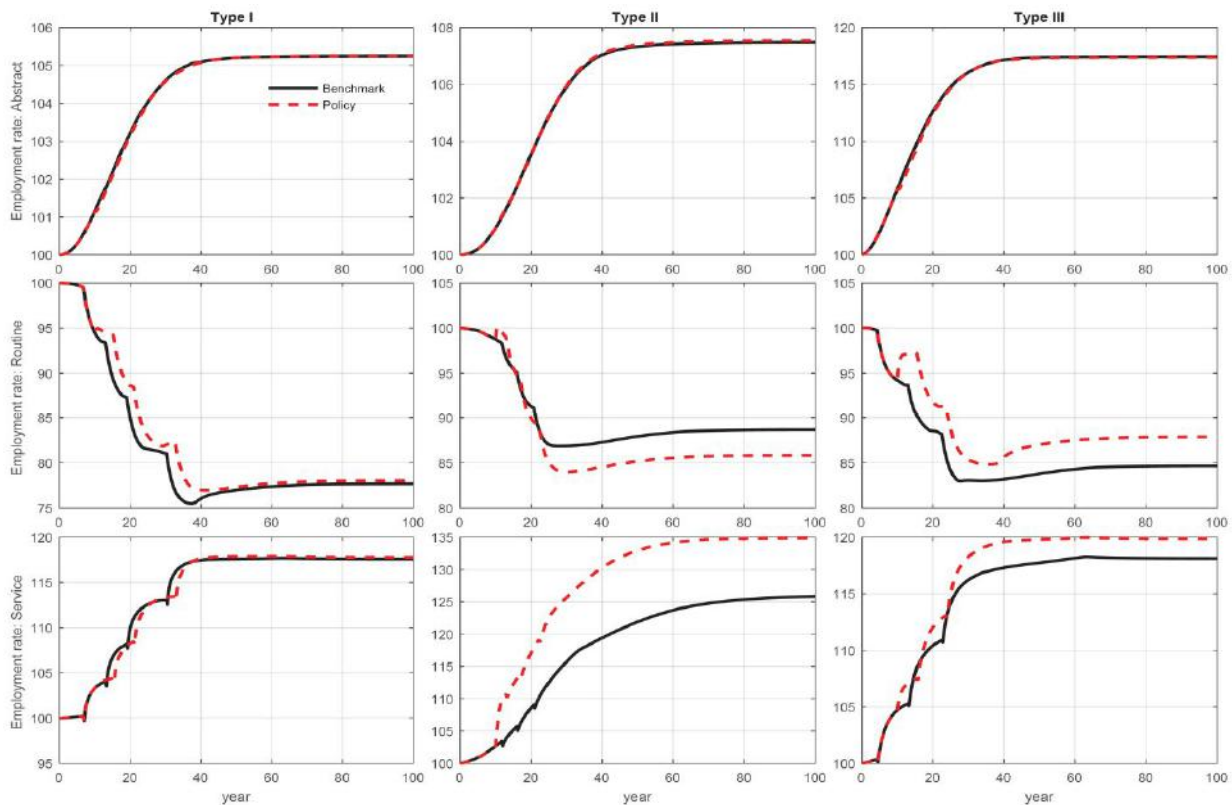 Type I
Type II
Type III
Employment rate: Abstract
106
105
104
103
102
101
100
0 20 40 60 80 100
Benchmark
Policy
108
106
104
102
100
0 20 40 60 80 100
120
115
110
105
100
0 20 40 60 80 100
Employment rate: Routine
100
95
90
85
80
75
0 20 40 60 80 100
105
100
95
90
85
80
0 20 40 60 80 100
105
100
95
90
85
80
0 20 40 60 80 100
Employment rate: Service
120
115
110
105
100
95
0 20 40 60 80 100
year
135
130
125
120
115
110
105
100
0 20 40 60 80 100
year
120
115
110
105
100
0 20 40 60 80 100
year